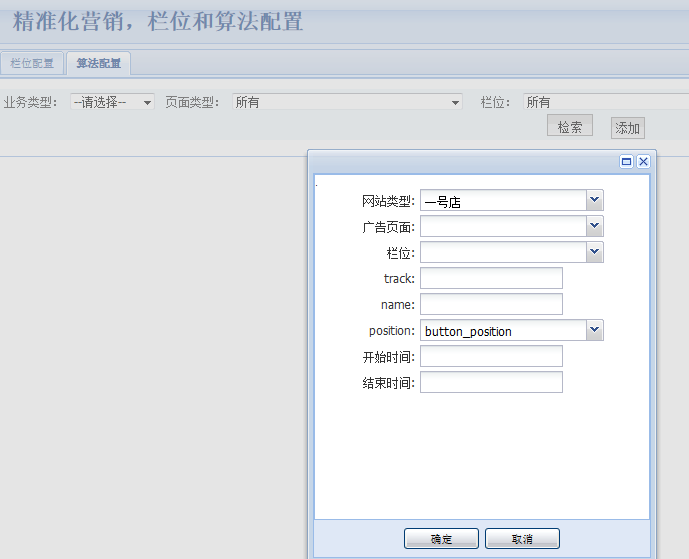 精准化营销，栏位和算法配置
栏位配置 算法配置
业务类型: --请选择-- 页面类型: 所有 栏位: 所有
检索 添加
网站类型: 一号店
广告页面:
栏位:
track:
name:
position: button_position
开始时间:
结束时间:
确定 取消